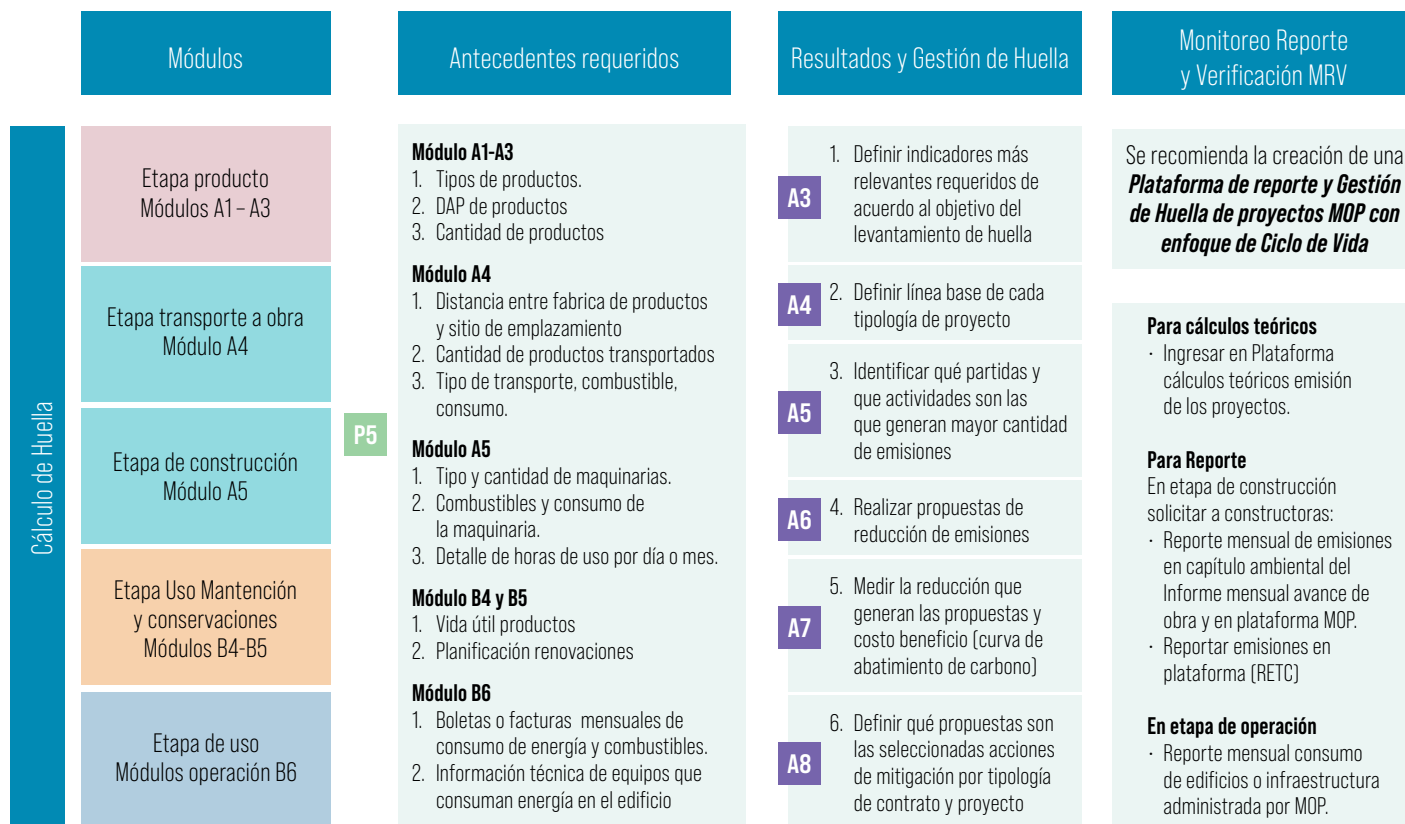 Módulos
Antecedentes requeridos
Resultados y Gestión de Huella
Monitoreo Reporte
y Verificación MRV
Cálculo de Huella
Etapa producto
Módulos A1 – A3
Etapa transporte a obra
Módulo A4
Etapa de construcción
Módulo A5
Etapa Uso Mantención
y conservaciones
Módulos B4-B5
Etapa de uso
Módulos operación B6
P5
Módulo A1-A3
1. Tipos de productos.
2. DAP de productos
3. Cantidad de productos
Módulo A4
1. Distancia entre fabrica de productos
y sitio de emplazamiento
2. Cantidad de productos transportados
3. Tipo de transporte, combustible,
consumo.
Módulo A5
1. Tipo y cantidad de maquinarias.
2. Combustibles y consumo de
la maquinaria.
3. Detalle de horas de uso por día o mes.
Módulo B4 y B5
1. Vida útil productos
2. Planificación renovaciones
Módulo B6
1. Boletas o facturas mensuales de
consumo de energía y combustibles.
2. Información técnica de equipos que
consuman energía en el edificio
A3
1. Definir indicadores más
relevantes requeridos de
acuerdo al objetivo del
levantamiento de huella
A4
2. Definir línea base de cada
tipología de proyecto
A5
3. Identificar qué partidas y
que actividades son las
que generan mayor cantidad
de emisiones
A6
4. Realizar propuestas de
reducción de emisiones
A7
5. Medir la reducción que
generan las propuestas y
costo beneficio (curva de
abatimiento de carbono)
A8
6. Definir qué propuestas son
las seleccionadas acciones
de mitigación por tipología
de contrato y proyecto
Se recomienda la creación de una
Plataforma de reporte y Gestión
de Huella de proyectos MOP con
enfoque de Ciclo de Vida
Para cálculos teóricos
· Ingresar en Plataforma
cálculos teóricos emisión
de los proyectos.
Para Reporte
En etapa de construcción
solicitar a constructoras:
· Reporte mensual de emisiones
en capítulo ambiental del
Informe mensual avance de
obra y en plataforma MOP.
· Reportar emisiones en
plataforma (RETC)
En etapa de operación
· Reporte mensual consumo
de edificios o infraestructura
administrada por MOP.